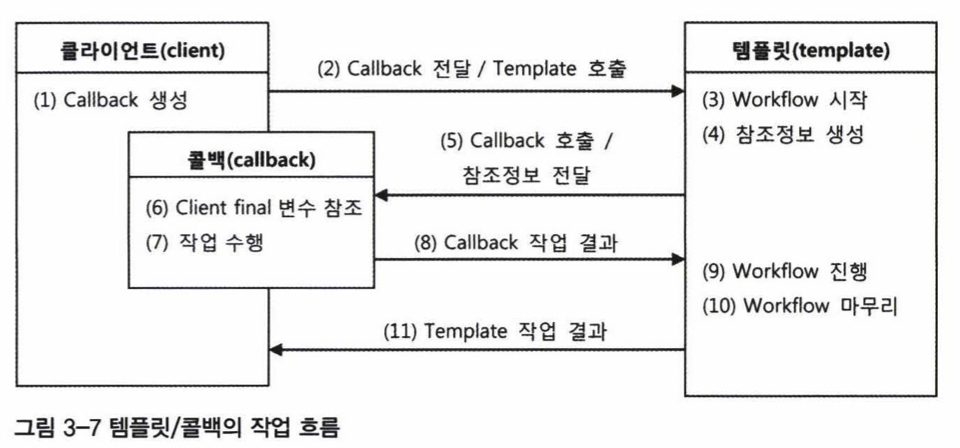 클라이언트(client)
(1) Callback 생성
(2) Callback 전달 / Template 호출
템플릿(template)
(3) Workflow 시작
(4) 참조정보 생성
(5) Callback 호출 /
참조정보 전달
콜백(callback)
(6) Client final 변수 참조
(7) 작업 수행
(8) Callback 작업 결과
(9) Workflow 진행
(10) Workflow 마무리
(11) Template 작업 결과
그림 3–7 템플릿/콜백의 작업 흐름